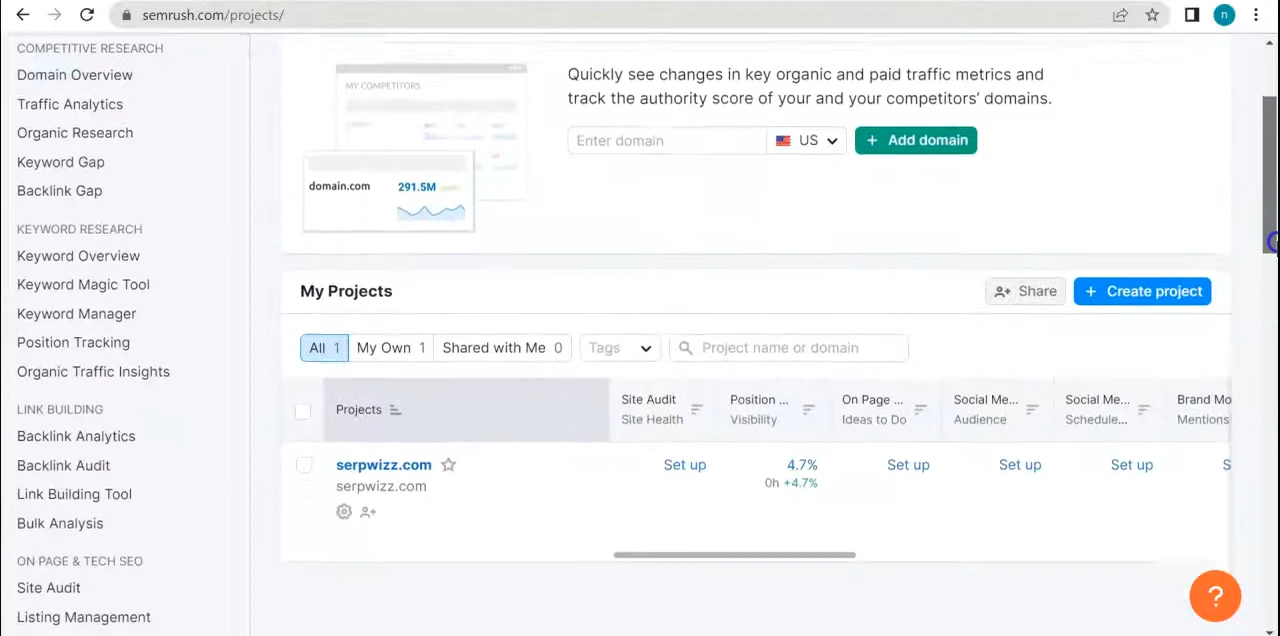 semrush.com/projects/
n
COMPETITIVE RESEARCH
Domain Overview
Traffic Analytics
Organic Research
Keyword Gap
Backlink Gap
KEYWORD RESEARCH
Keyword Overview
Keyword Magic Tool
Keyword Manager
Position Tracking
Organic Traffic Insights
LINK BUILDING
Backlink Analytics
Backlink Audit
Link Building Tool
Bulk Analysis
ON PAGE & TECH SEO
Site Audit
Listing Management
MY COMPETITORS
domain.com 291.5M
Quickly see changes in key organic and paid traffic metrics and
track the authority score of your and your competitors' domains.
Enter domain US + Add domain
My Projects Share + Create project
All 1 My Own 1 Shared with Me 0 Tags Project name or domain
Projects
Site Audit Position ... On Page ... Social Me... Social Me... Brand Mo
Site Health Visibility Ideas to Do Audience Schedule... Mentions
serpwizz.com Set up 4.7% Set up Set up Set up S
serpwizz.com 0h +4.7%
?